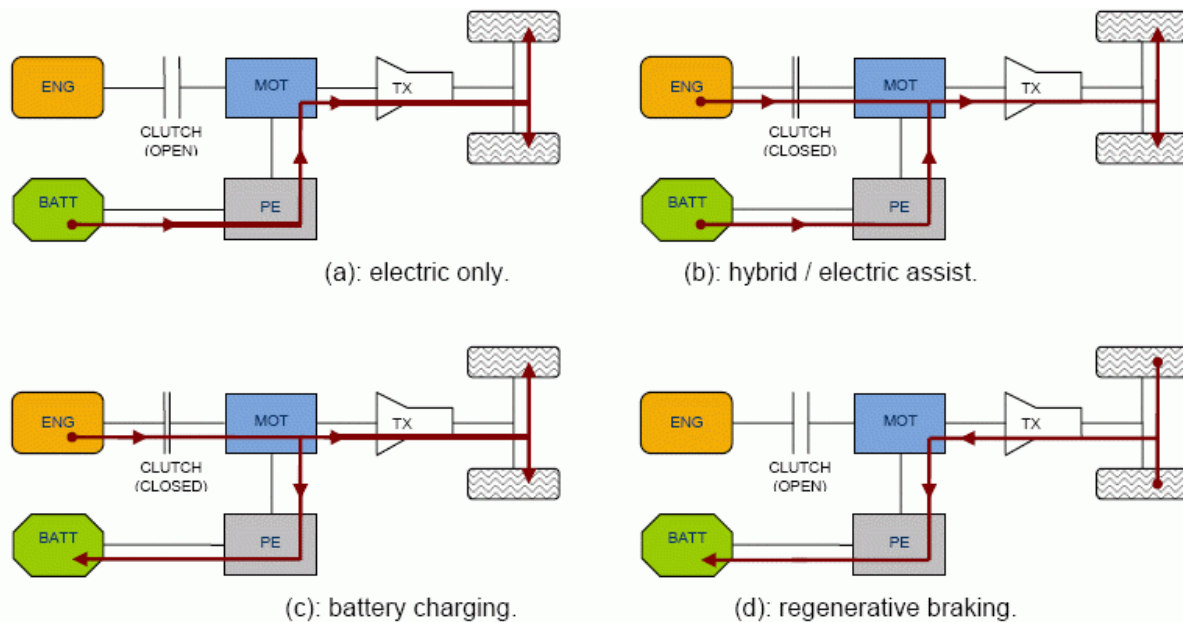 ENG
MOT
TX
CLUTCH
(OPEN)
BATT
PE
(a): electric only.
ENG
MOT
TX
CLUTCH
(CLOSED)
BATT
PE
(b): hybrid / electric assist.
ENG
MOT
TX
CLUTCH
(CLOSED)
BATT
PE
(c): battery charging.
ENG
MOT
TX
CLUTCH
(OPEN)
BATT
PE
(d): regenerative braking.